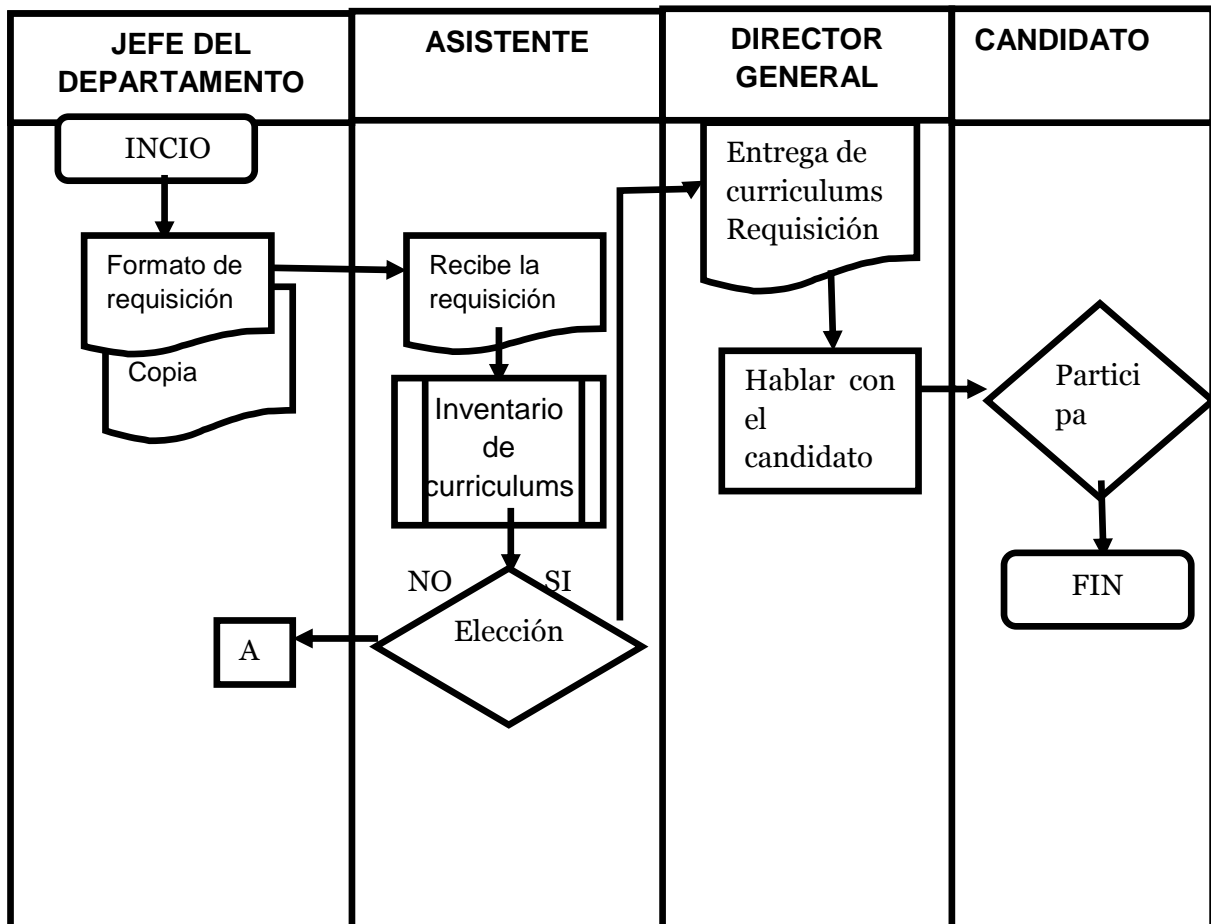 JEFE DEL
DEPARTAMENTO
ASISTENTE
DIRECTOR
GENERAL
CANDIDATO
INCIO
Formato de
requisición
Copia
Recibe la
requisición
Inventario
de
curriculums
NO
SI
Elección
A
Entrega de
curriculums
Requisición
Hablar con
el
candidato
Partici
pa
FIN